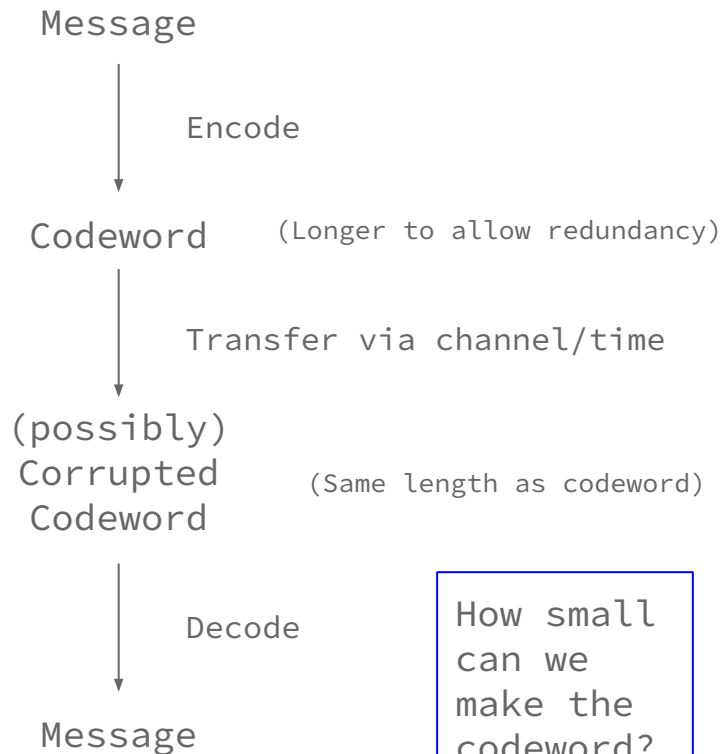 Message
Encode
Codeword (Longer to allow redundancy)
Transfer via channel/time
(possibly)
Corrupted
Codeword
(Same length as codeword)
Decode
Message
How small
can we
make the
codeword?